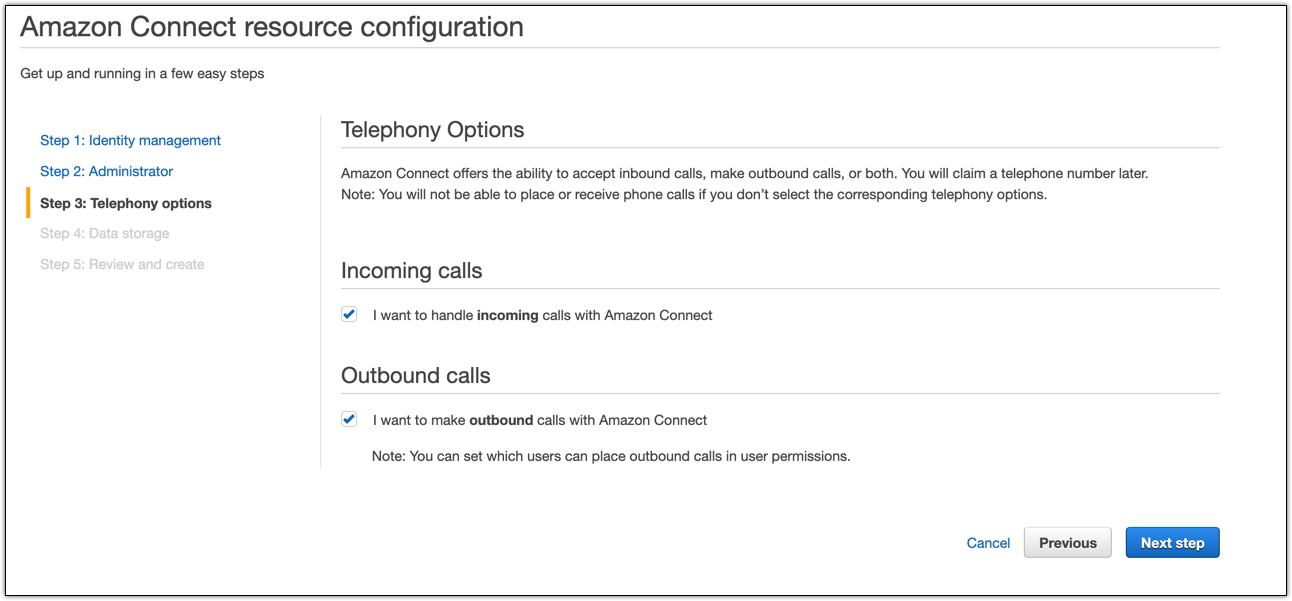 Amazon Connect resource configuration
Get up and running in a few easy steps
Step 1: Identity management
Step 2: Administrator
Step 3: Telephony options
Step 4: Data storage
Step 5: Review and create
Telephony Options
Amazon Connect offers the ability to accept inbound calls, make outbound calls, or both. You will claim a telephone number later.
Note: You will not be able to place or receive phone calls if you don’t select the corresponding telephony options.
Incoming calls
I want to handle incoming calls with Amazon Connect
Outbound calls
I want to make outbound calls with Amazon Connect
Note: You can set which users can place outbound calls in user permissions.
Cancel Previous Next step